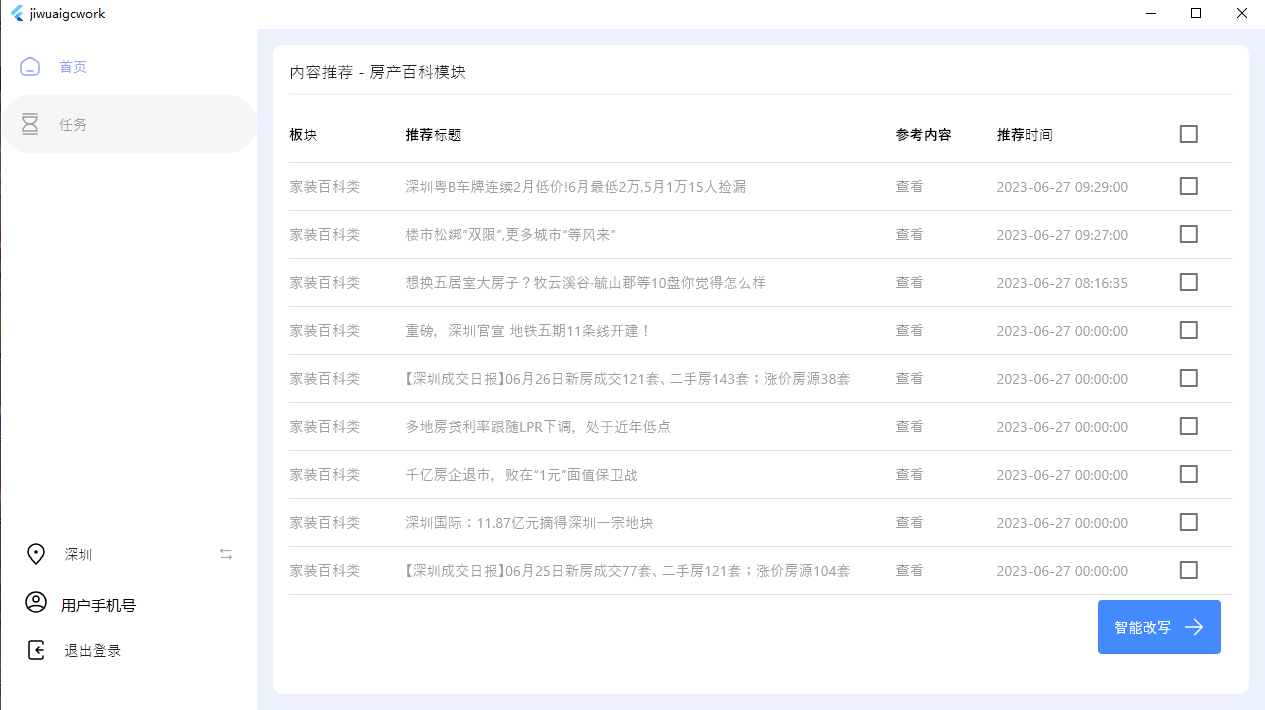 jiwuaigcwork
首页
任务
内容推荐 - 房产百科模块
板块 推荐标题 参考内容 推荐时间
家装百科类 深圳粤B车牌连续2月低价!6月最低2万,5月1万15人捡漏 查看 2023-06-27 09:29:00
家装百科类 楼市松绑“双限”,更多城市“等风来” 查看 2023-06-27 09:27:00
家装百科类 想换五居室大房子？牧云溪谷·毓山郡等10盘你觉得怎么样 查看 2023-06-27 08:16:35
家装百科类 重磅，深圳官宣 地铁五期11条线开建！ 查看 2023-06-27 00:00:00
家装百科类 【深圳成交日报】06月26日新房成交121套、二手房143套；涨价房源38套 查看 2023-06-27 00:00:00
家装百科类 多地房贷利率跟随LPR下调，处于近年低点 查看 2023-06-27 00:00:00
家装百科类 千亿房企退市，败在“1元”面值保卫战 查看 2023-06-27 00:00:00
家装百科类 深圳国际：11.87亿元摘得深圳一宗地块 查看 2023-06-27 00:00:00
家装百科类 【深圳成交日报】06月25日新房成交77套、二手房121套；涨价房源104套 查看 2023-06-27 00:00:00
智能改写
深圳
用户手机号
退出登录